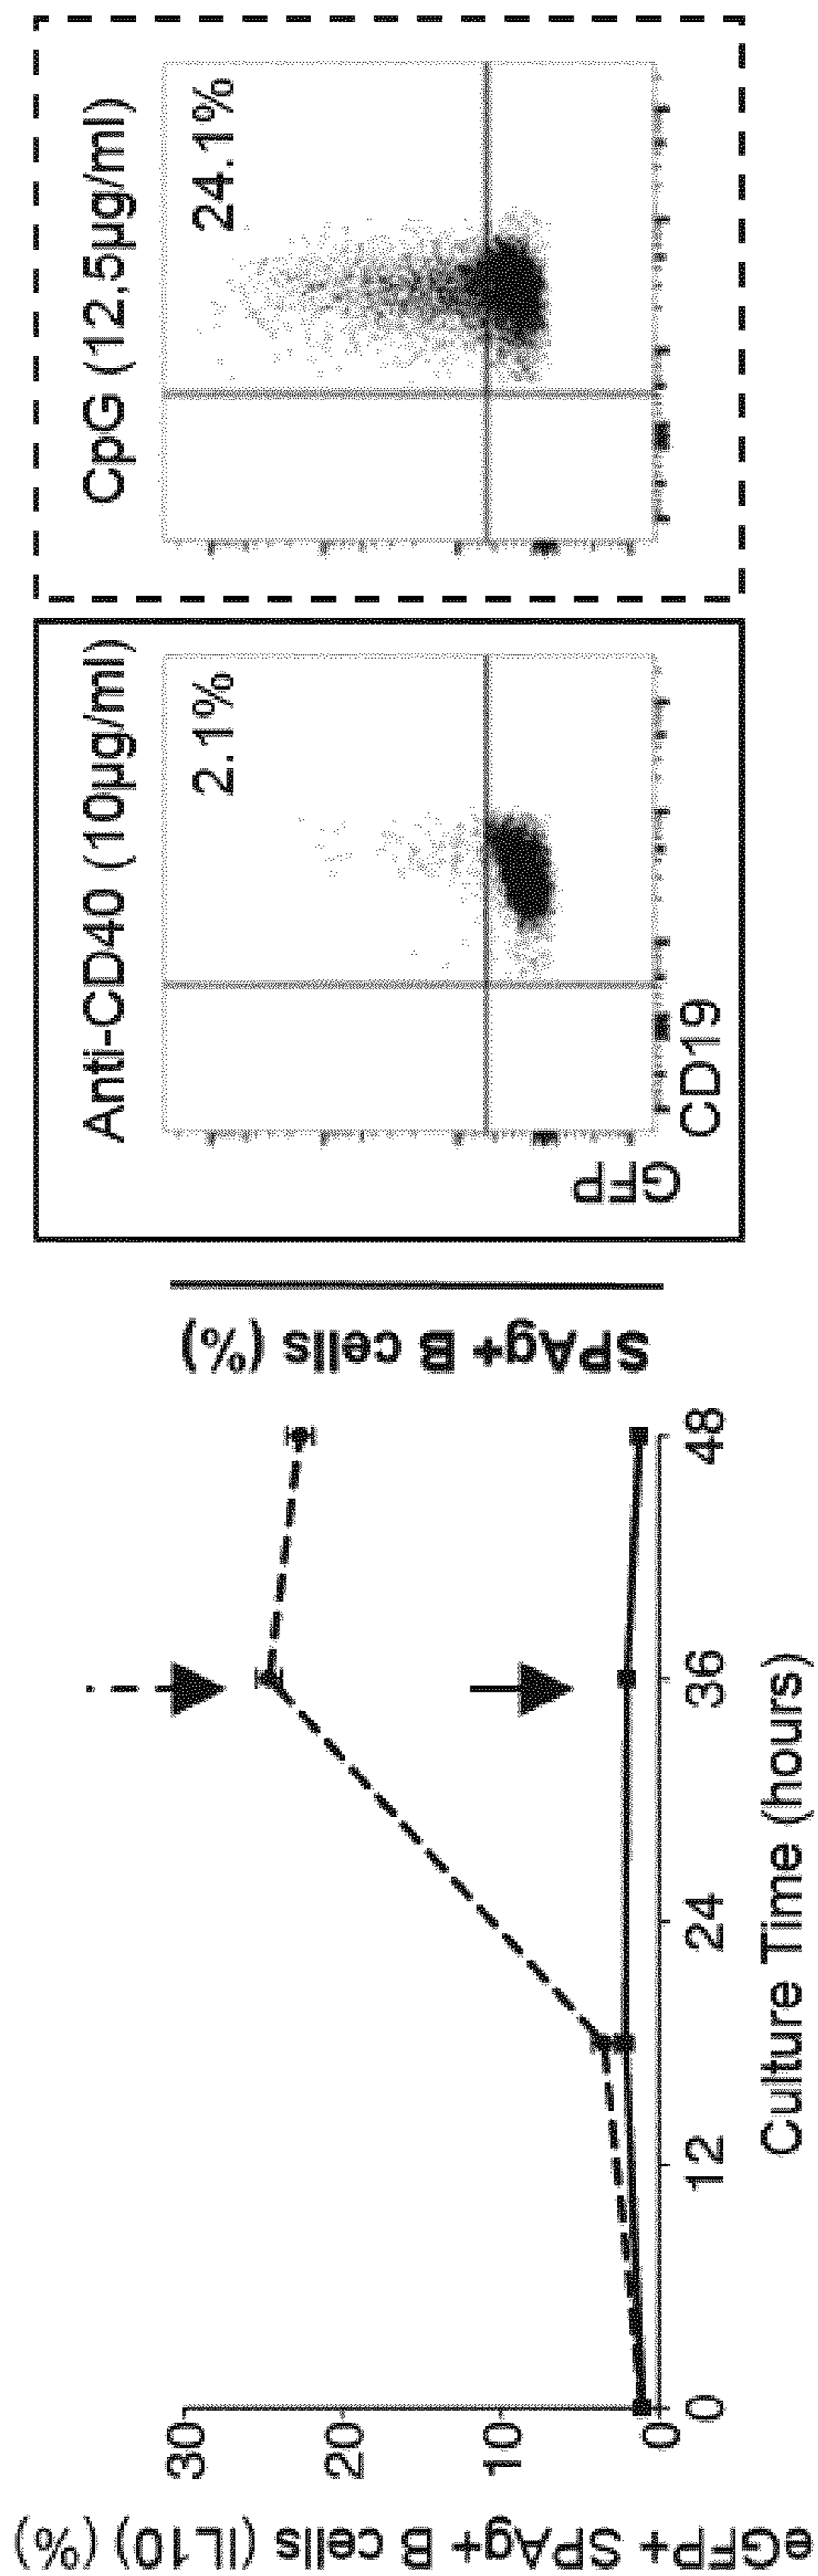 eGFP+ SPAg+ B cells (IL10) (%)
30
20
10
0
0
12
24
36
48
Culture Time (hours)
SPAg+ B cells (%)
Anti-CD40 (10µg/ml)
2.1%
GFP
CD19
CpG (12,5µg/ml)
24.1%